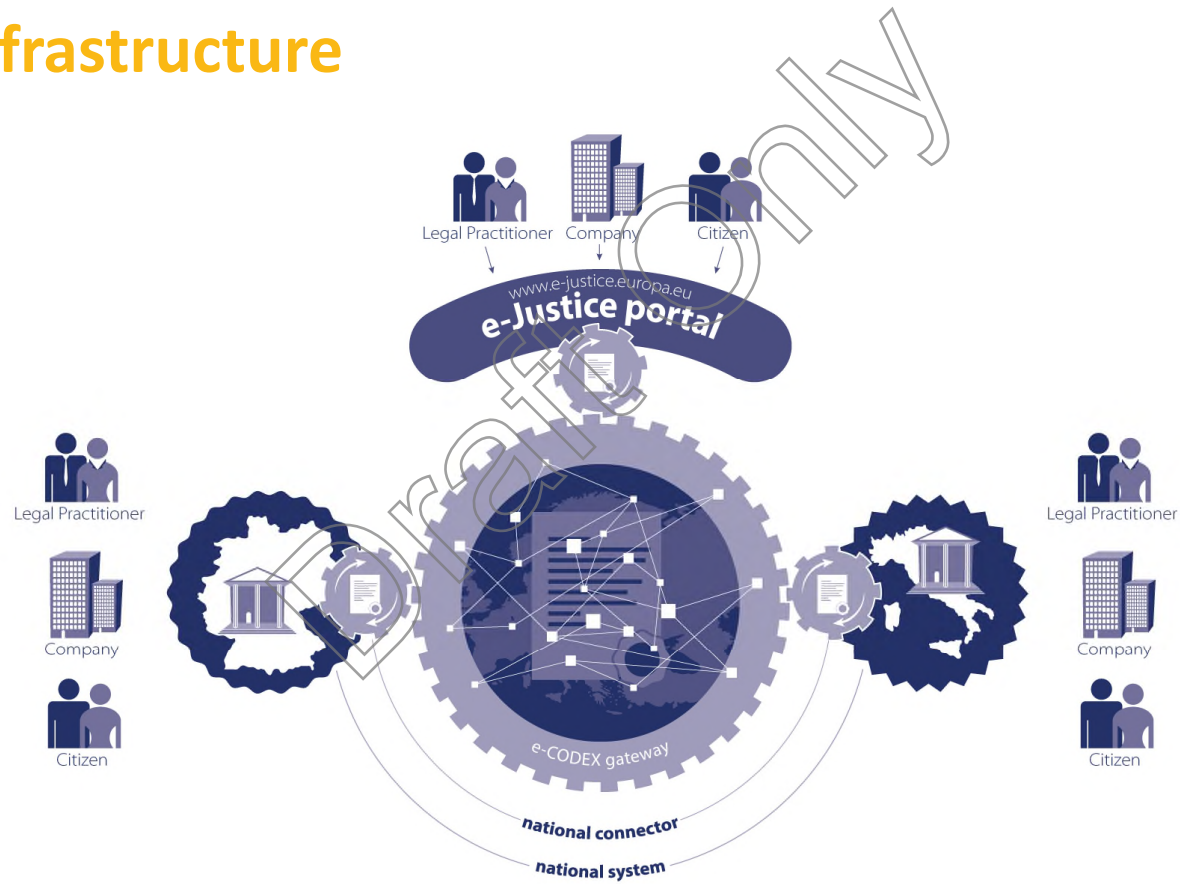 frastructure
Legal Practitioner
Company
Citizen
www.e-justice.europa.eu
e-Justice portal
Legal Practitioner
Company
Citizen
Legal Practitioner
Company
Citizen
e-CODEX gateway
national connector
national system
Draft Only